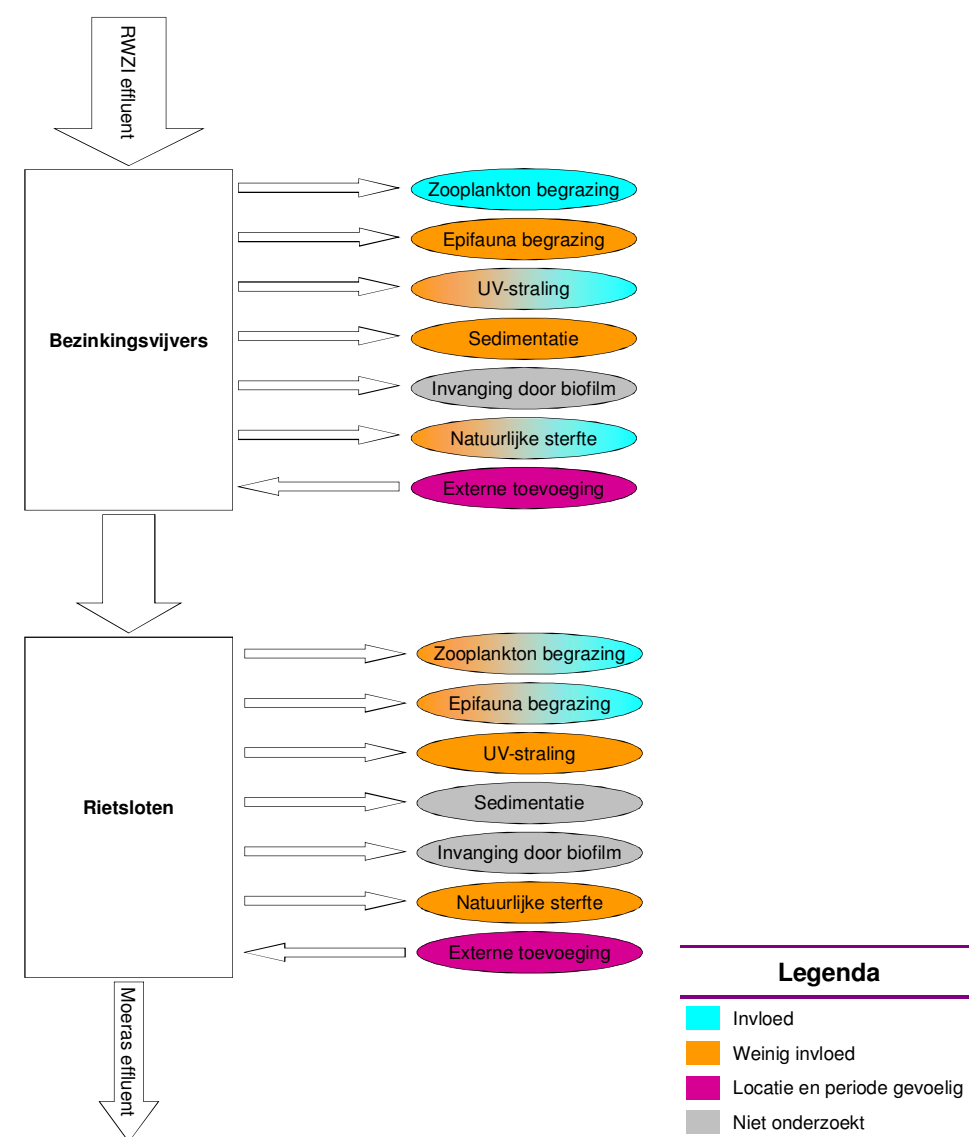 RWZI effluent
Zooplankton begrazing
Epifauna begrazing
UV-straling
Bezinkingsvijvers
Sedimentatie
Invanging door biofilm
Natuurlijke sterfte
Externe toevoeging
Zooplankton begrazing
Epifauna begrazing
UV-straling
Rietsloten
Sedimentatie
Invanging door biofilm
Natuurlijke sterfte
Externe toevoeging
Moeras effluent
Legenda
Invloed
Weinig invloed
Locatie en periode gevoelig
Niet onderzoekt